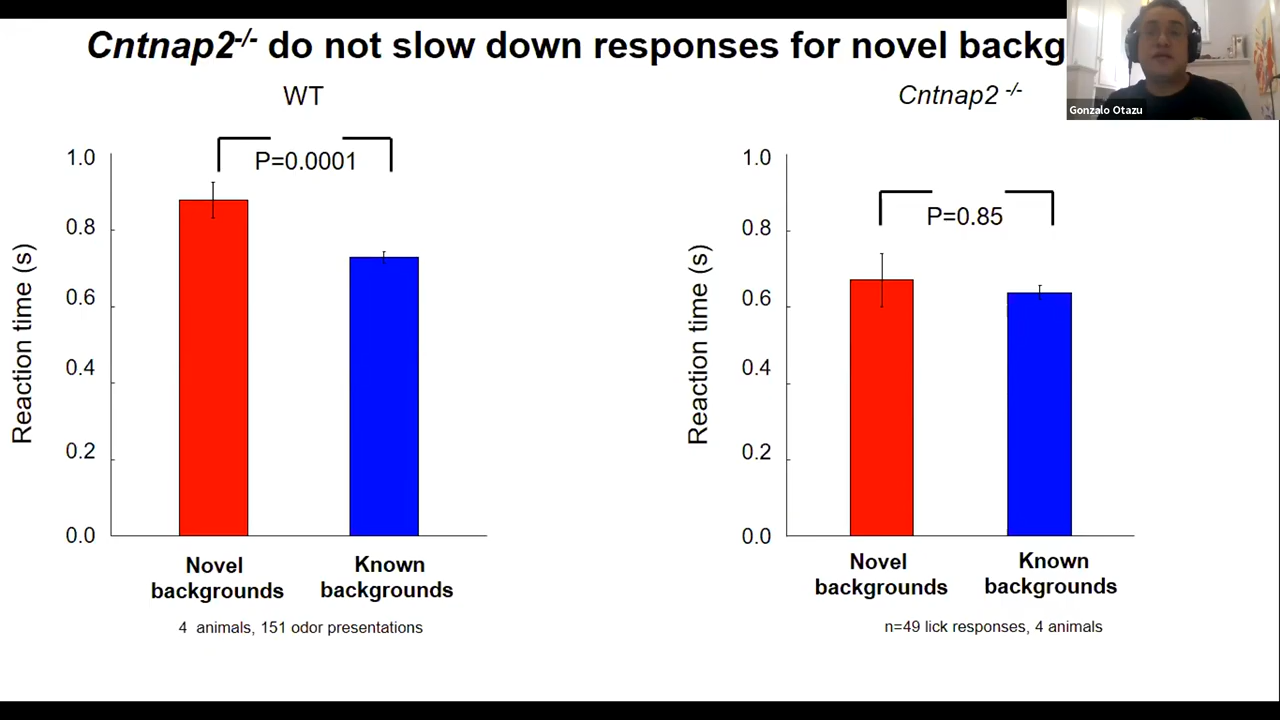 Cntnap2-/- do not slow down responses for novel backg
Gonzalo Otazu
WT
P=0.0001
1.0
0.8
0.6
0.4
0.2
0.0
Reaction time (s)
Novel backgrounds
Known backgrounds
4 animals, 151 odor presentations
Cntnap2 -/-
P=0.85
1.0
0.8
0.6
0.4
0.2
0.0
Reaction time (s)
Novel backgrounds
Known backgrounds
n=49 lick responses, 4 animals